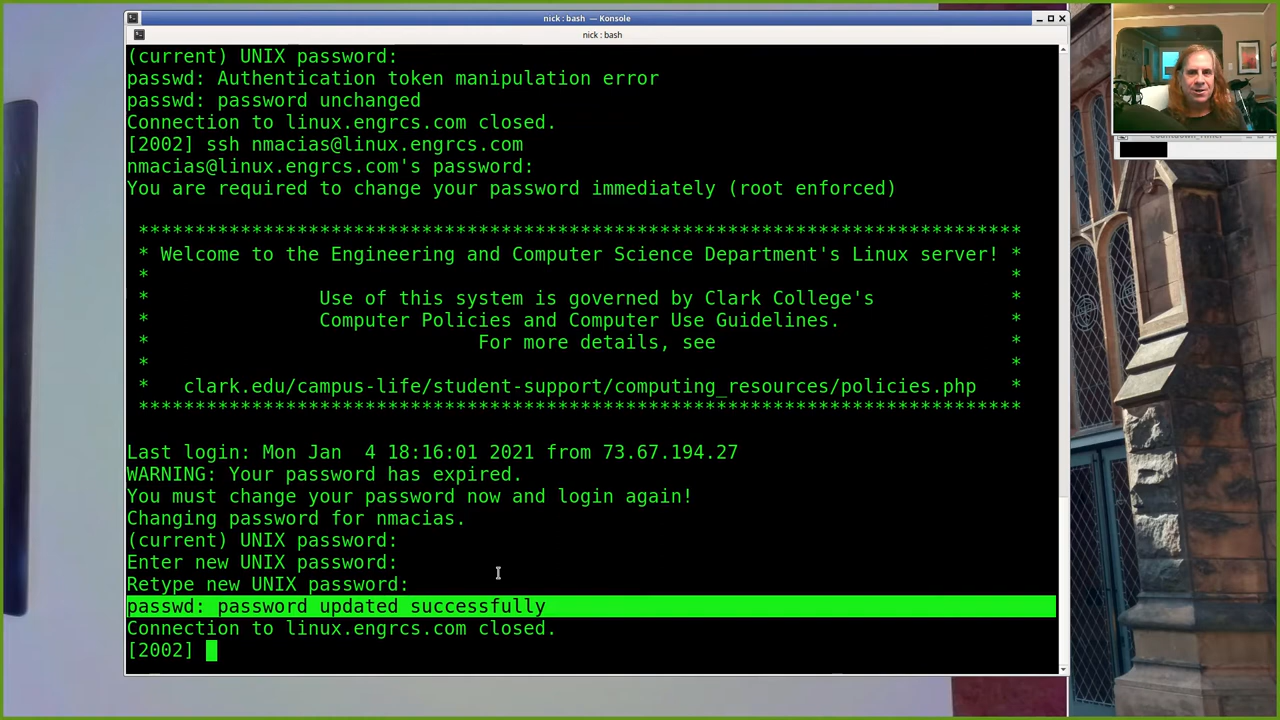 nick : bash — Konsole
nick : bash
(current) UNIX password:
passwd: Authentication token manipulation error
passwd: password unchanged
Connection to linux.engrcs.com closed.
[2002] ssh nmacias@linux.engrcs.com
nmacias@linux.engrcs.com's password:
You are required to change your password immediately (root enforced)
******************************************************************************
* Welcome to the Engineering and Computer Science Department's Linux server! *
* *
* Use of this system is governed by Clark College's *
* Computer Policies and Computer Use Guidelines. *
* For more details, see *
* *
* clark.edu/campus-life/student-support/computing_resources/policies.php *
******************************************************************************
Last login: Mon Jan  4 18:16:01 2021 from 73.67.194.27
WARNING: Your password has expired.
You must change your password now and login again!
Changing password for nmacias.
(current) UNIX password:
Enter new UNIX password:
Retype new UNIX password:
passwd: password updated successfully
Connection to linux.engrcs.com closed.
[2002]